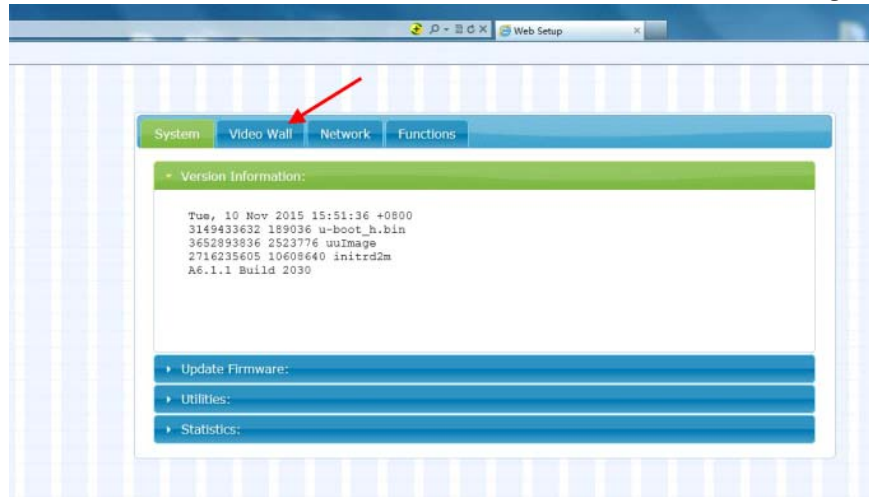 Web Setup
System Video Wall Network Functions
Version Information:
Tue, 10 Nov 2015 15:51:36 +0800
3149433632 189036 u-boot_h.bin
3652893836 2523776 uuImage
2716235605 10608640 initrd2m
A6.1.1 Build 2030
Update Firmware:
Utilities:
Statistics: